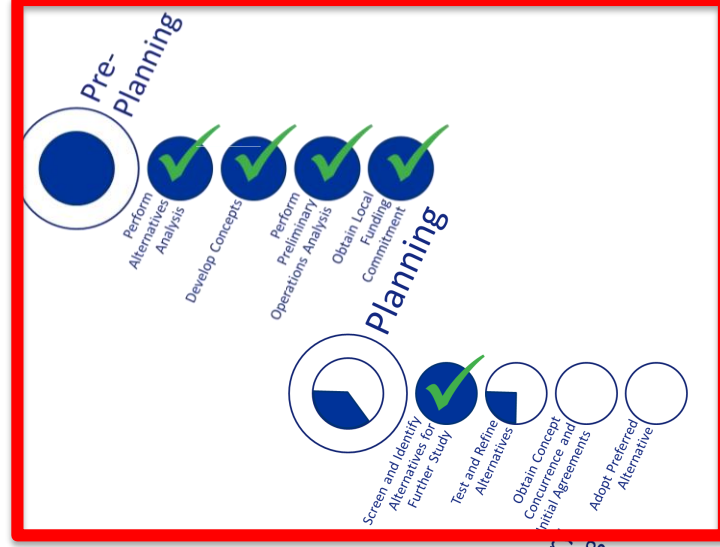 Pre-
Planning
Perform
Alternatives
Analysis
Develop Concepts
Perform
Preliminary
Operations Analysis
Obtain Local
Funding
Commitment
Planning
Screen and Identify
Alternatives for
Further Study
Test and Refine
Alternatives
Obtain Concept
Concurrence and
Initial Agreements
Adopt Preferred
Alternative